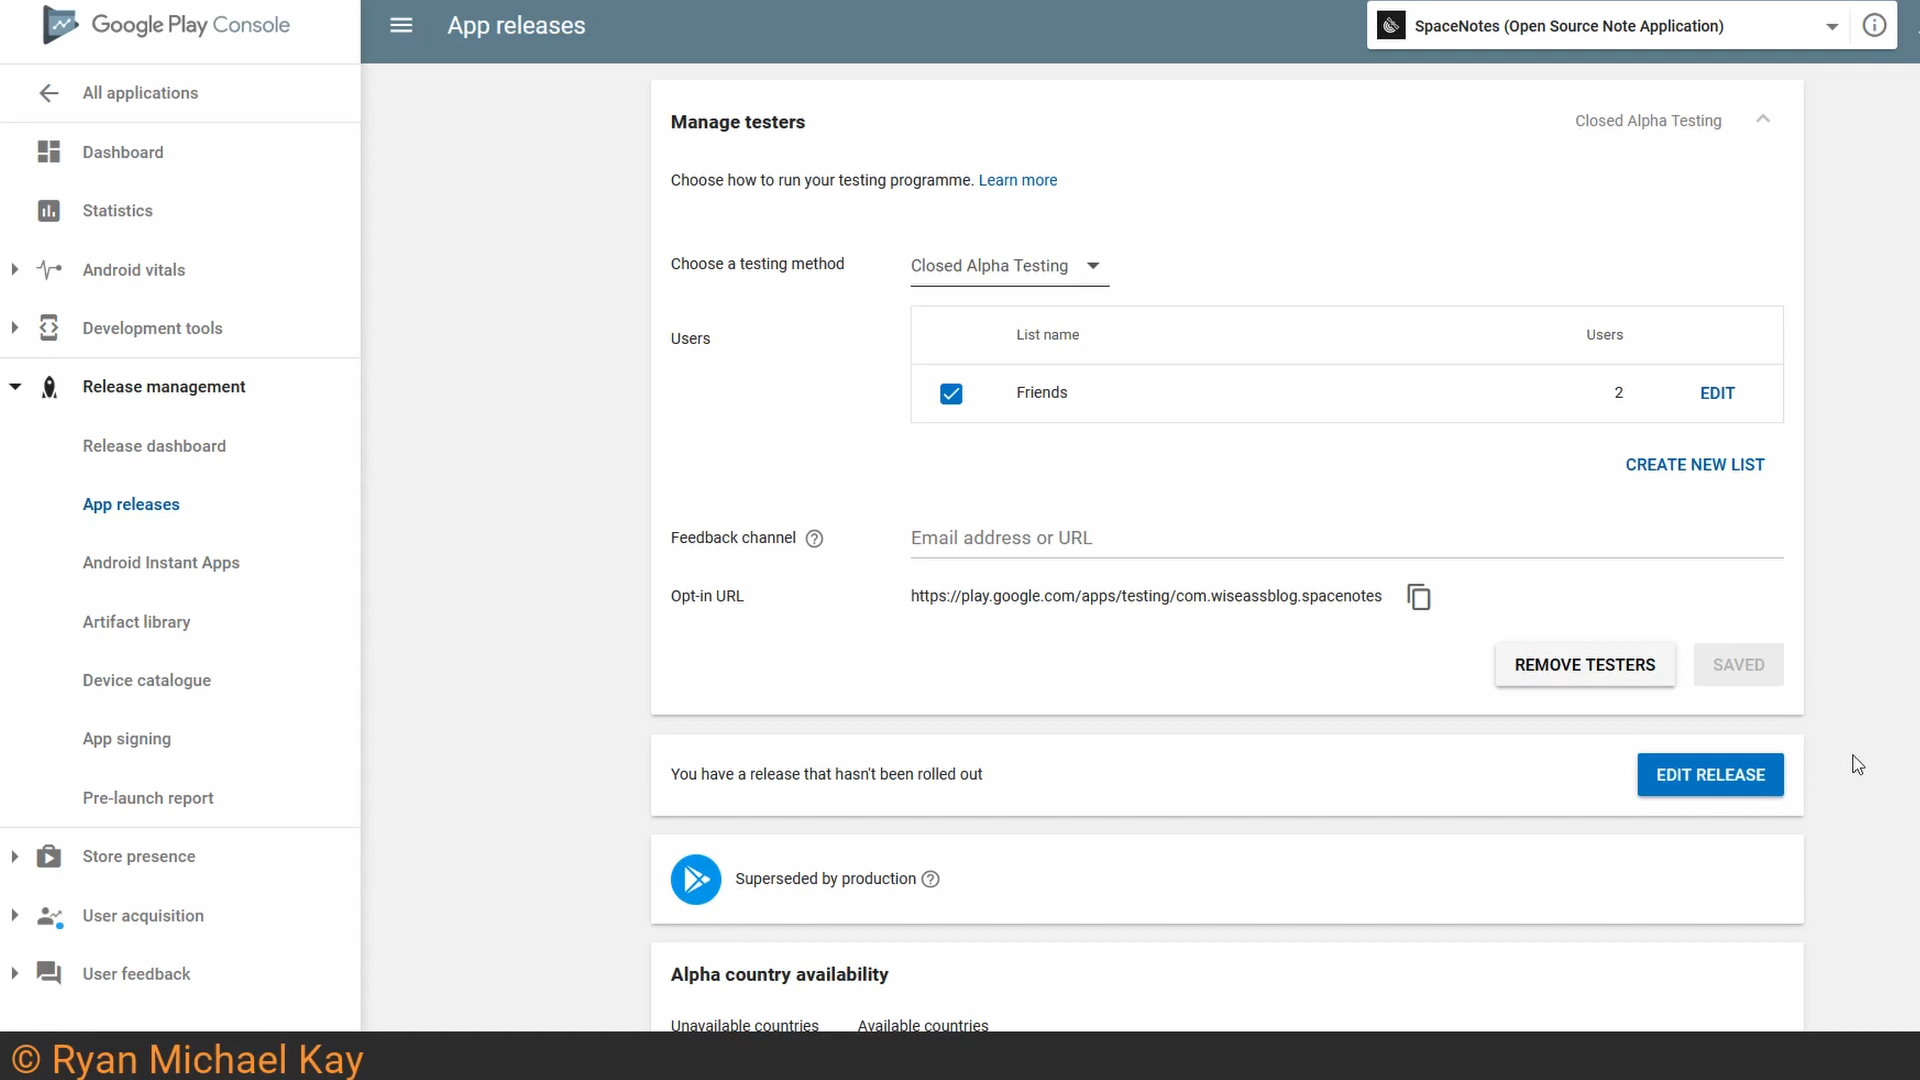 Google Play Console
App releases
SpaceNotes (Open Source Note Application)
All applications
Dashboard
Statistics
Android vitals
Development tools
Release management
Release dashboard
App releases
Android Instant Apps
Artifact library
Device catalogue
App signing
Pre-launch report
Store presence
User acquisition
User feedback
Manage testers
Closed Alpha Testing
Choose how to run your testing programme. Learn more
Choose a testing method
Closed Alpha Testing
Users
List name
Users
Friends
2
EDIT
CREATE NEW LIST
Feedback channel
Email address or URL
Opt-in URL
https://play.google.com/apps/testing/com.wiseassblog.spacenotes
REMOVE TESTERS
SAVED
You have a release that hasn't been rolled out
EDIT RELEASE
Superseded by production
Alpha country availability
Unavailable countries
Available countries
© Ryan Michael Kay